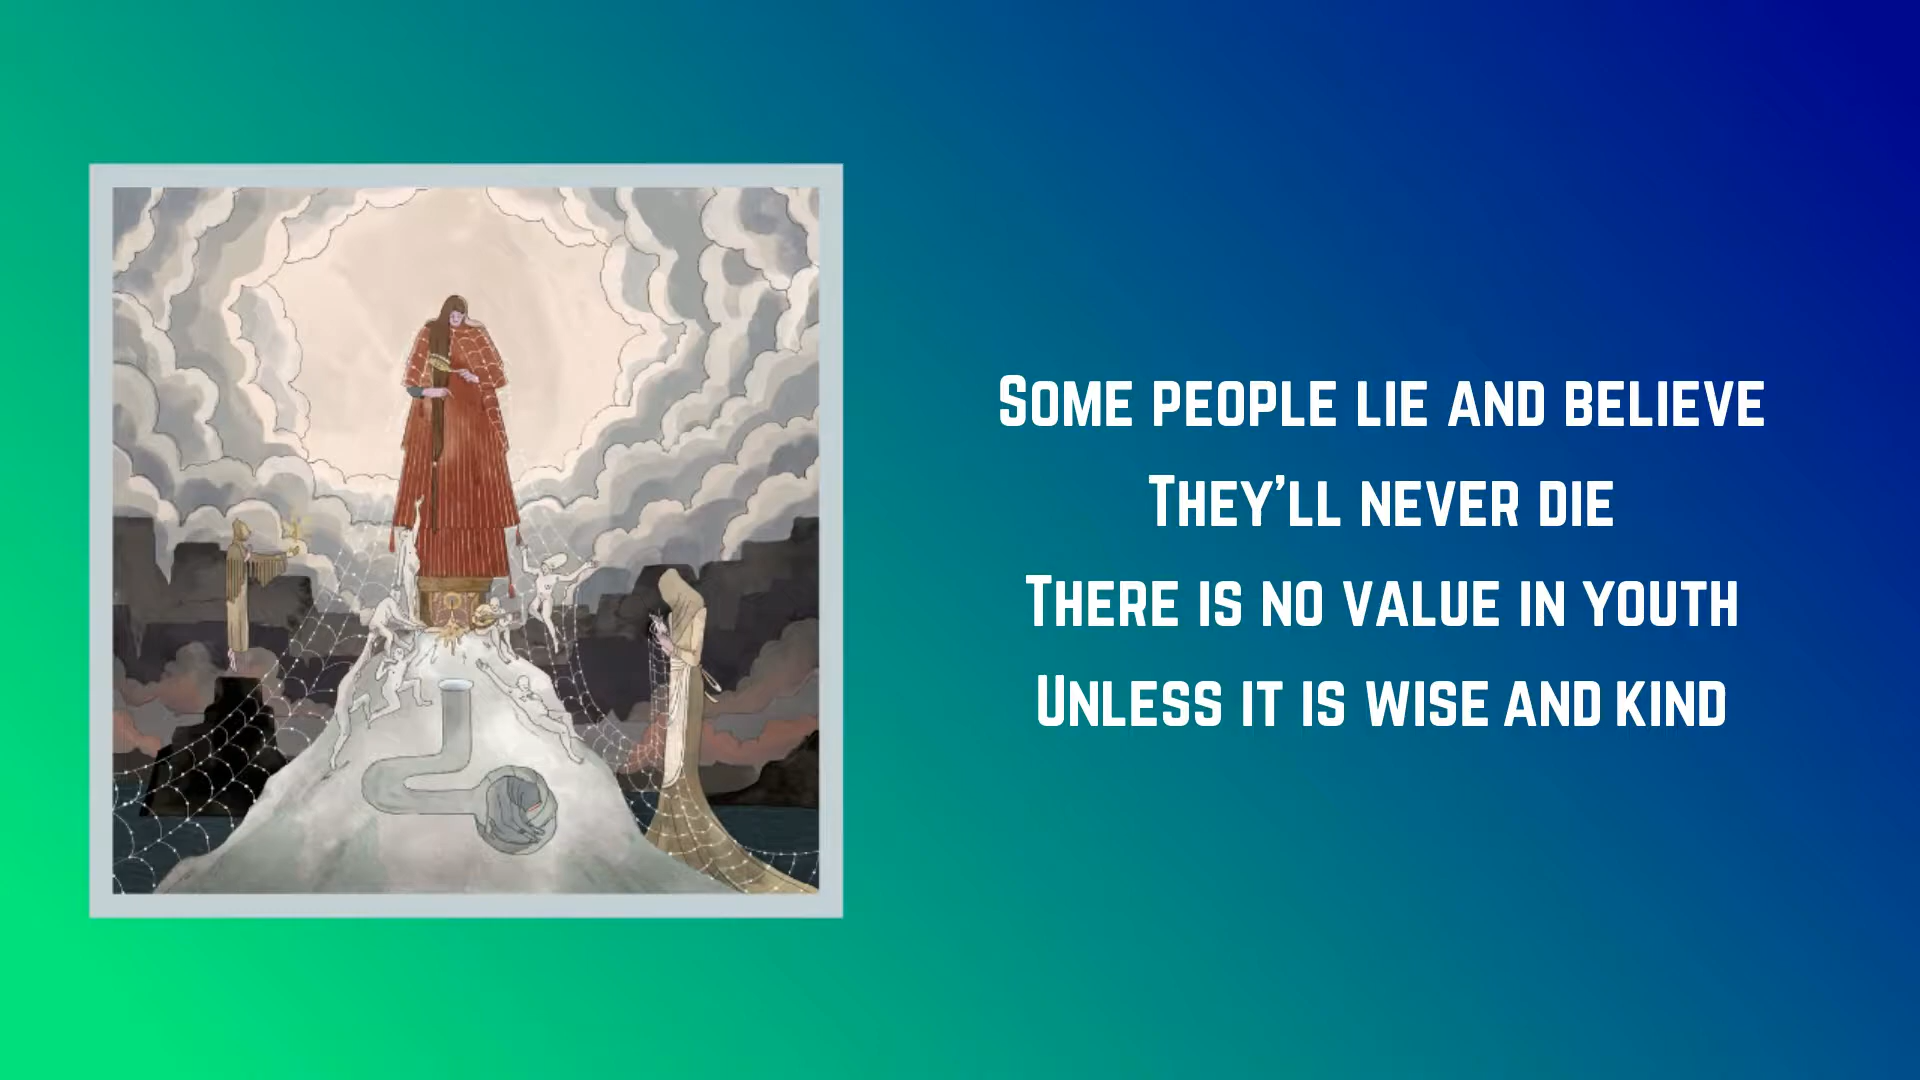 Some people lie and believe
They’ll never die
There is no value in youth
Unless it is wise and kind